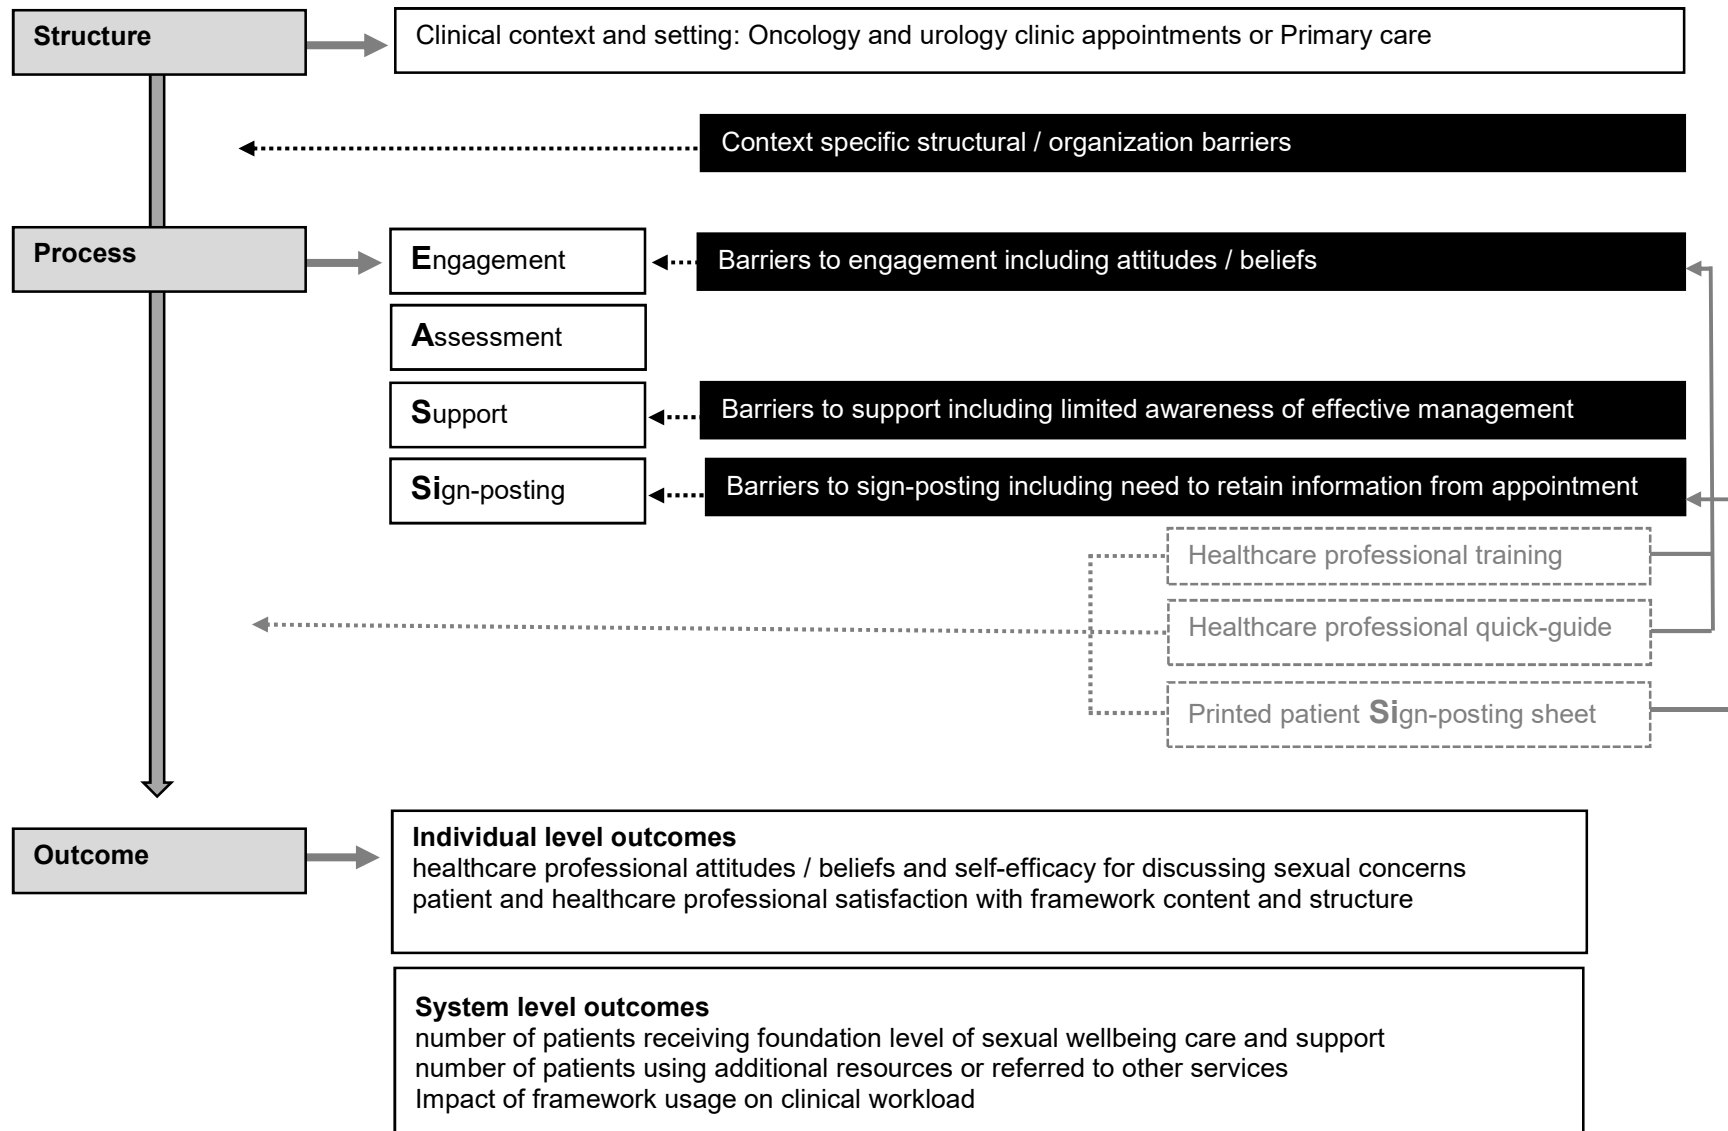 Structure
Clinical context and setting: Oncology and urology clinic appointments or Primary care
Context specific structural / organization barriers
Process
Engagement
Barriers to engagement including attitudes / beliefs
Assessment
Support
Barriers to support including limited awareness of effective management
Sign-posting
Barriers to sign-posting including need to retain information from appointment
Healthcare professional training
Healthcare professional quick-guide
Printed patient Sign-posting sheet
Outcome
Individual level outcomes
healthcare professional attitudes / beliefs and self-efficacy for discussing sexual concerns
patient and healthcare professional satisfaction with framework content and structure
System level outcomes
number of patients receiving foundation level of sexual wellbeing care and support
number of patients using additional resources or referred to other services
Impact of framework usage on clinical workload